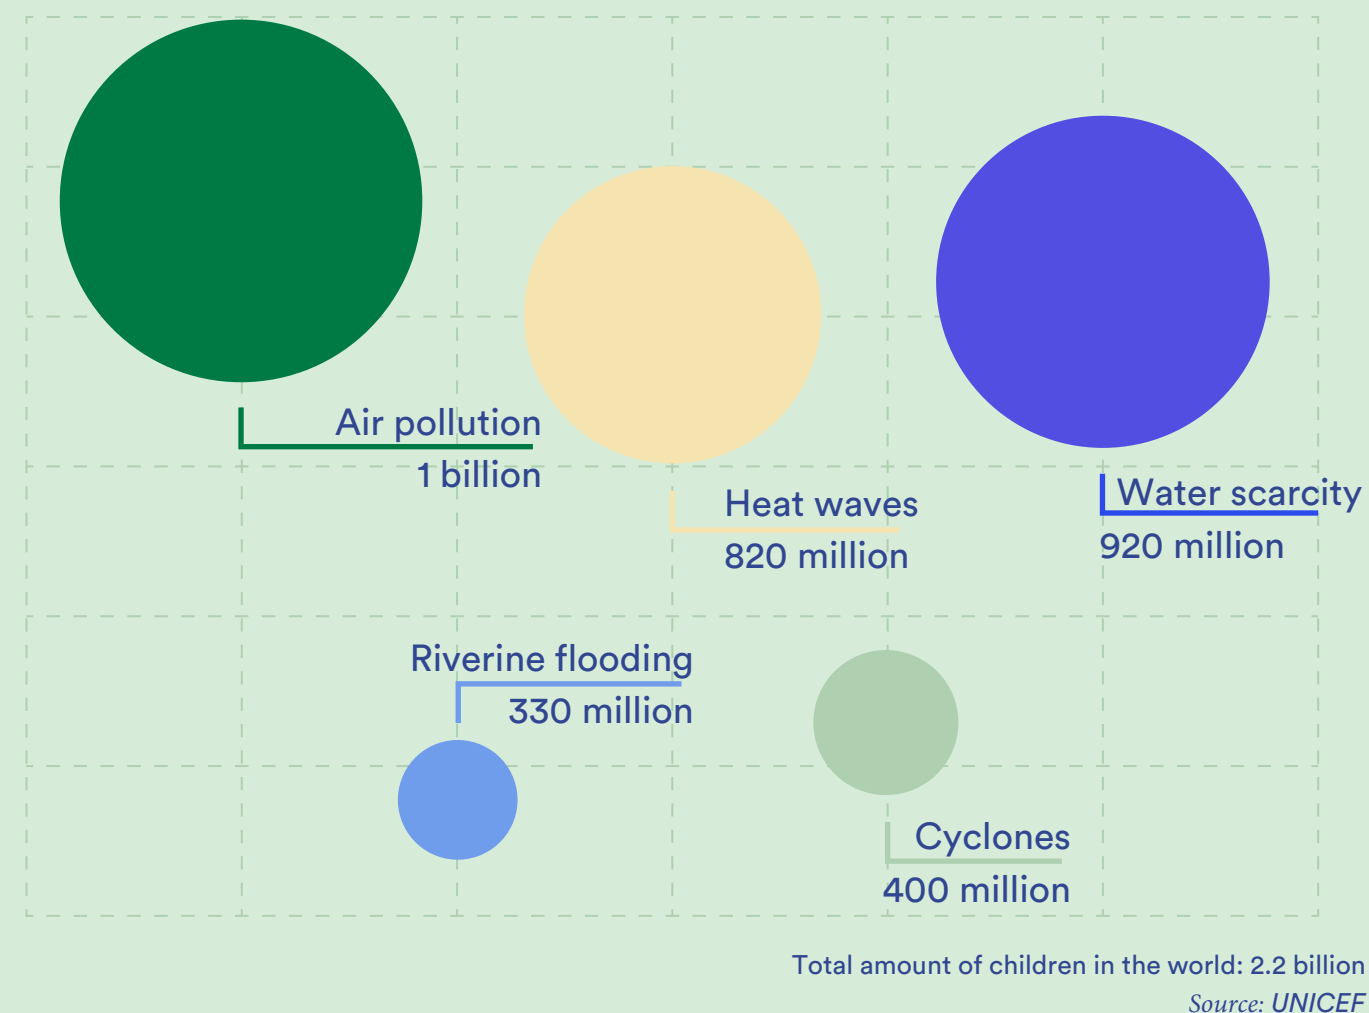 Air pollution
1 billion
Heat waves
820 million
Water scarcity
920 million
Riverine flooding
330 million
Cyclones
400 million
Total amount of children in the world: 2.2 billion
Source: UNICEF